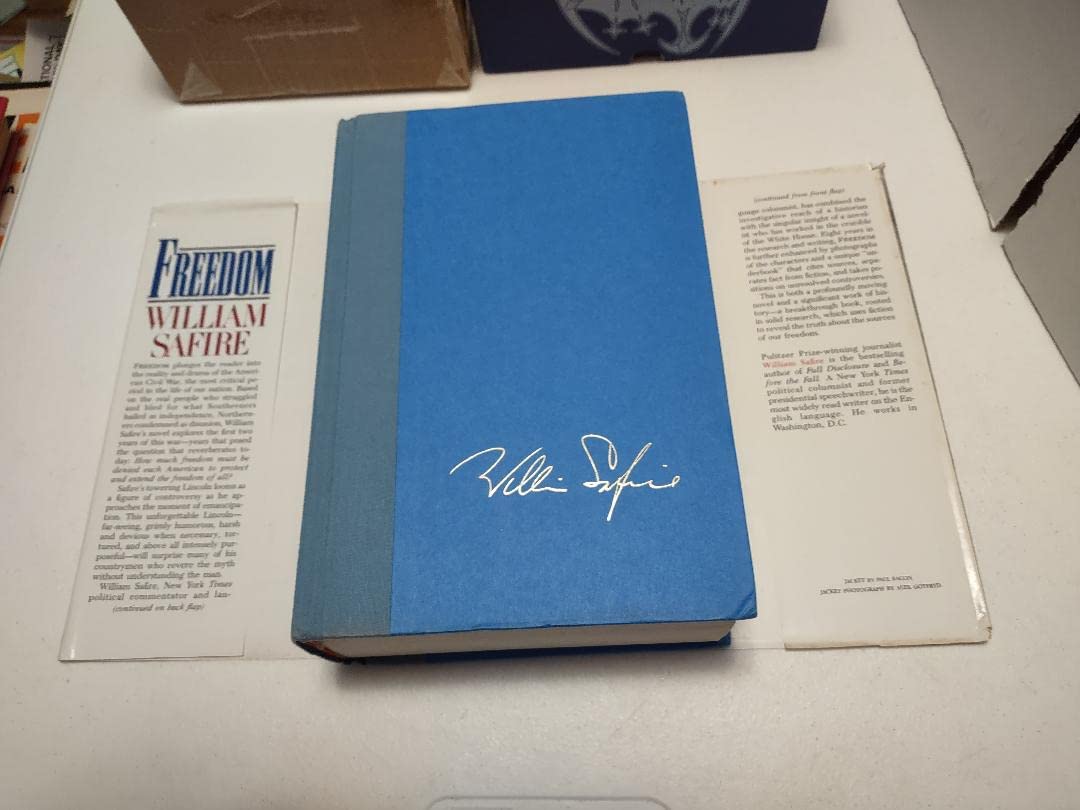 FREEDOM
WILLIAM
SAFIRE
FREEDOM plunges the reader into
the reality and drama of the Ameri-
can Civil War, the most critical pe-
riod in the life of our nation. Based
on the real people who struggled
and bled for what Southerners
hailed as independence, Northern-
ers condemned as disunion, William
Safire's novel explores the first two
years of this war—years that posed
the question that reverberates to-
day: How much freedom must be
denied each American to protect
and extend the freedom of all?
Safire's towering Lincoln looms as
a figure of controversy as he ap-
proaches the moment of emancipa-
tion. This unforgettable Lincoln—
far-seeing, grimly humorous, harsh
and devious when necessary, tor-
tured, and above all intensely pur-
poseful—will surprise many of his
countrymen who revere the myth
without understanding the man.
William Safire, New York Times
political commentator and lan-
(continued on back flap)
William Safire
(continued from front flap)
guage columnist, has combined the
investigative reach of a historian
with the singular insight of a novel-
ist who has worked in the crucible
of the White House. Eight years in
the research and writing, FREEDOM
is further enhanced by photographs
of the characters and a unique "un-
derbook" that cites sources, sepa-
rates fact from fiction, and takes po-
sitions on unresolved controversies.
This is both a profoundly moving
novel and a significant work of his-
tory—a breakthrough book, rooted
in solid research, which uses fiction
to reveal the truth about the sources
of our freedom.
Pulitzer Prize-winning journalist
William Safire is the bestselling
author of Full Disclosure and Be-
fore the Fall. A New York Times
political columnist and former
presidential speechwriter, he is the
most widely read writer on the En-
glish language. He works in
Washington, D.C.
JACKET BY PAUL BACON
JACKET PHOTOGRAPH BY AXEL GOTFRYD